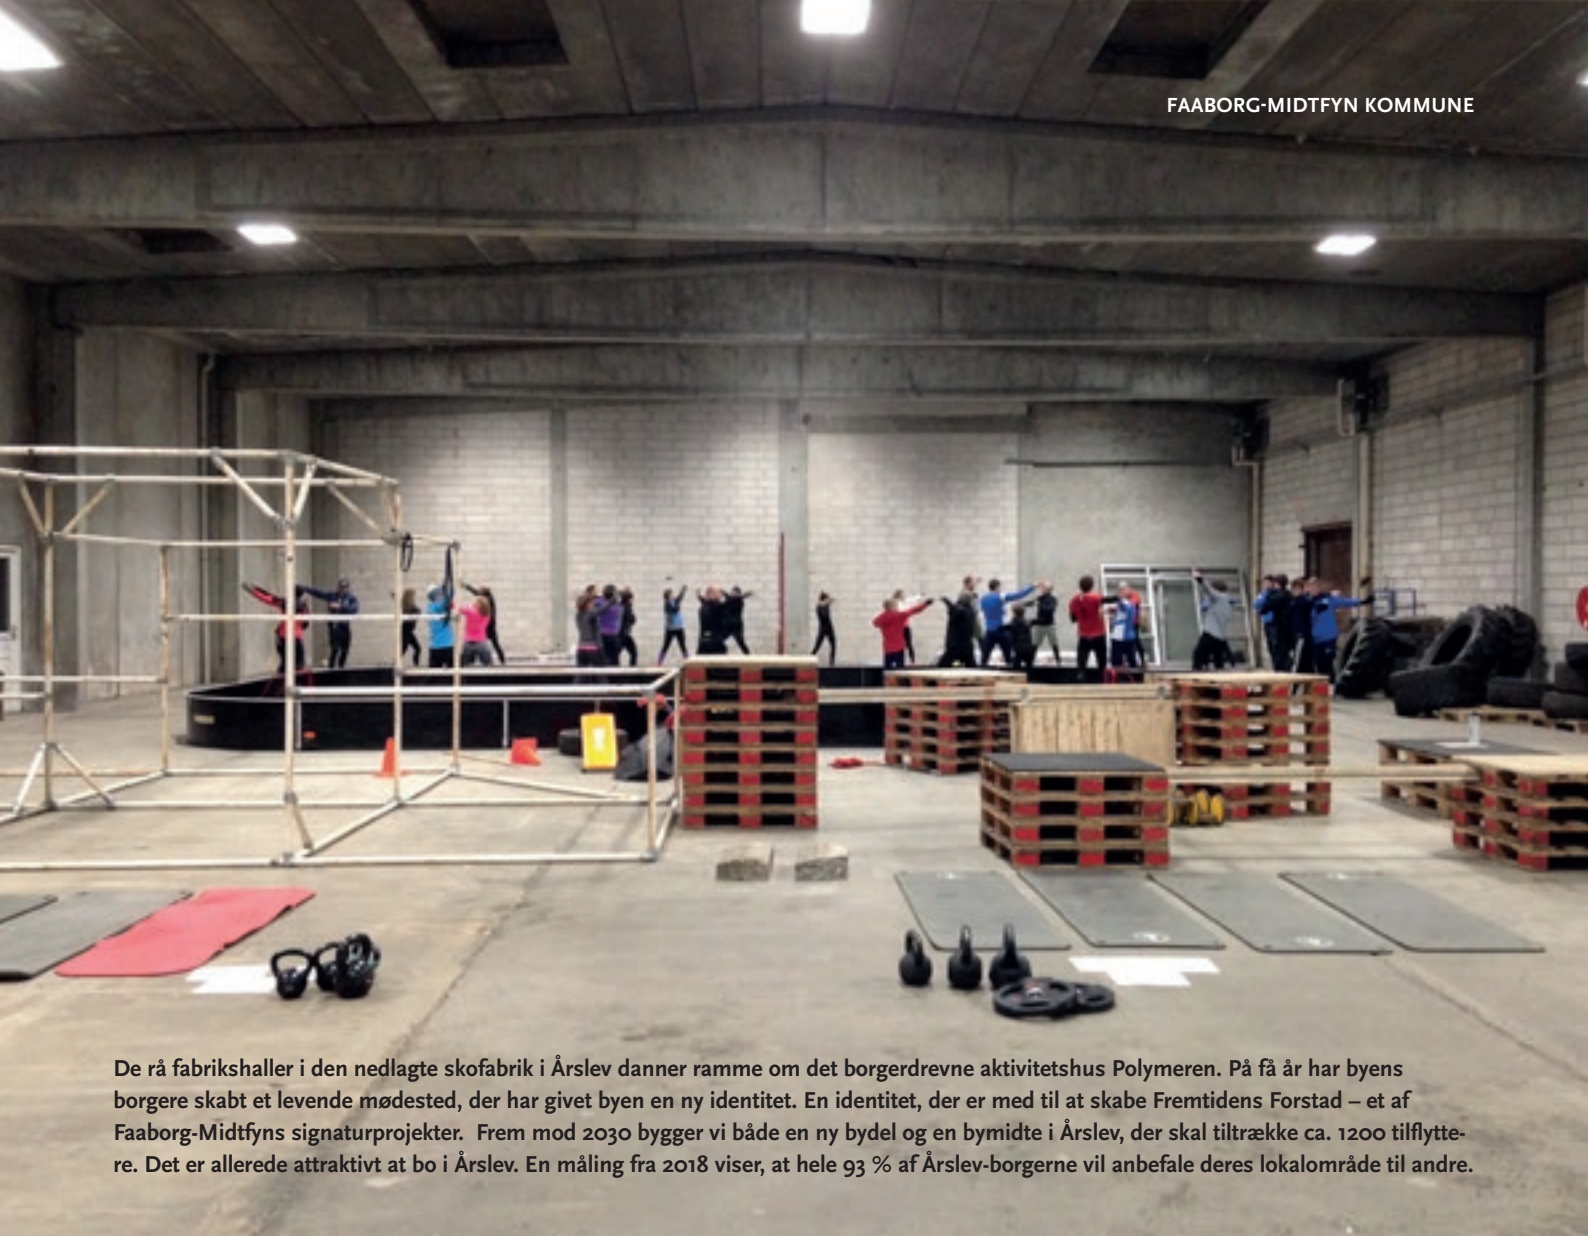 FAABORG-MIDTFYN KOMMUNE
De rå fabrikshaller i den nedlagte skofabrik i Årslev danner ramme om det borgerdrevne aktivitetshus Polymeren. På få år har byens
borgere skabt et levende mødested, der har givet byen en ny identitet. En identitet, der er med til at skabe Fremtidens Forstad – et af
Faaborg-Midtfyns signaturprojekter.  Frem mod 2030 bygger vi både en ny bydel og en bymidte i Årslev, der skal tiltrække ca. 1200 tilflytte-
re. Det er allerede attraktivt at bo i Årslev. En måling fra 2018 viser, at hele 93 % af Årslev-borgerne vil anbefale deres lokalområde til andre.